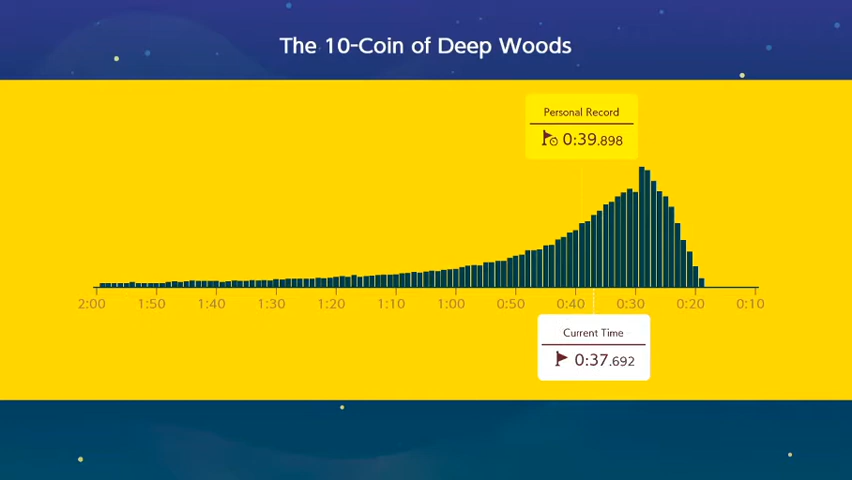 The 10-Coin of Deep Woods
Personal Record
0:39.898
2:00 1:50 1:40 1:30 1:20 1:10 1:00 0:50 0:40 0:30 0:20 0:10
Current Time
0:37.692